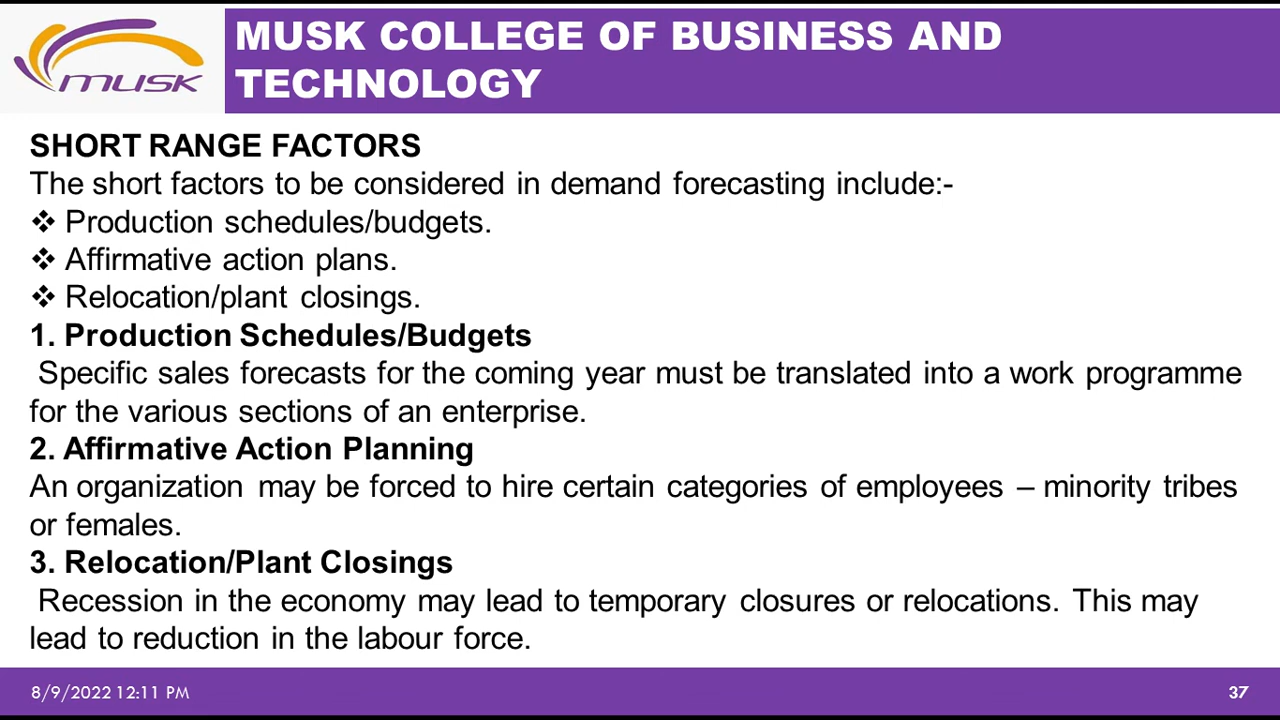 musk
MUSK COLLEGE OF BUSINESS AND
TECHNOLOGY
SHORT RANGE FACTORS
The short factors to be considered in demand forecasting include:-
❖ Production schedules/budgets.
❖ Affirmative action plans.
❖ Relocation/plant closings.
1. Production Schedules/Budgets
Specific sales forecasts for the coming year must be translated into a work programme
for the various sections of an enterprise.
2. Affirmative Action Planning
An organization may be forced to hire certain categories of employees – minority tribes
or females.
3. Relocation/Plant Closings
Recession in the economy may lead to temporary closures or relocations. This may
lead to reduction in the labour force.
8/9/2022 12:11 PM
37